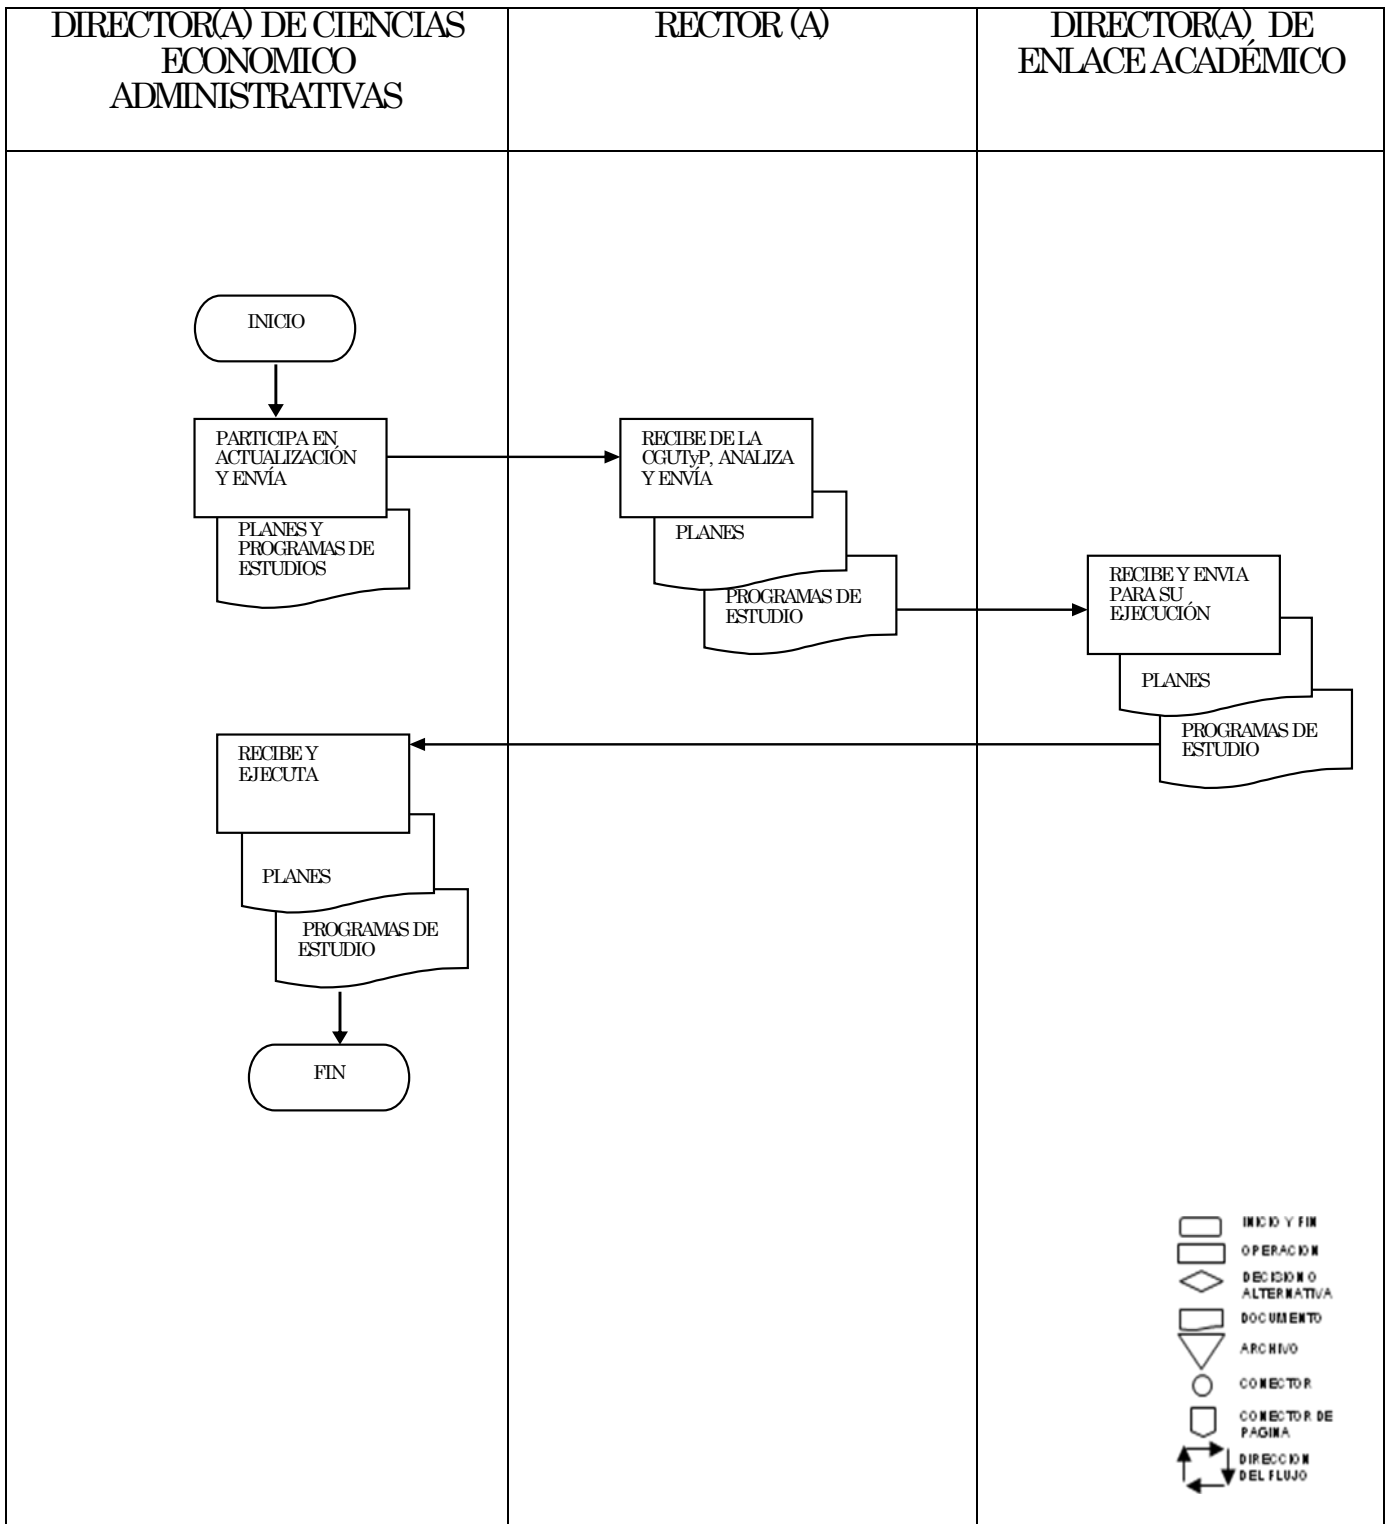 DIRECTOR(A) DE CIENCIAS
ECONOMICO
ADMINISTRATIVAS
RECTOR (A)
DIRECTOR(A) DE
ENLACE ACADÉMICO
INICIO
PARTICIPA EN
ACTUALIZACIÓN
Y ENVÍA
PLANES Y
PROGRAMAS DE
ESTUDIOS
RECIBE DE LA
CGUTyP, ANALIZA
Y ENVÍA
PLANES
PROGRAMAS DE
ESTUDIO
RECIBE Y ENVIA
PARA SU
EJECUCIÓN
PLANES
PROGRAMAS DE
ESTUDIO
RECIBE Y
EJECUTA
PLANES
PROGRAMAS DE
ESTUDIO
FIN
INICIO Y FIN
OPERACION
DECISION O
ALTERNATIVA
DOCUMENTO
ARCHIVO
CONECTOR
CONECTOR DE
PAGINA
DIRECCION
DEL FLUJO